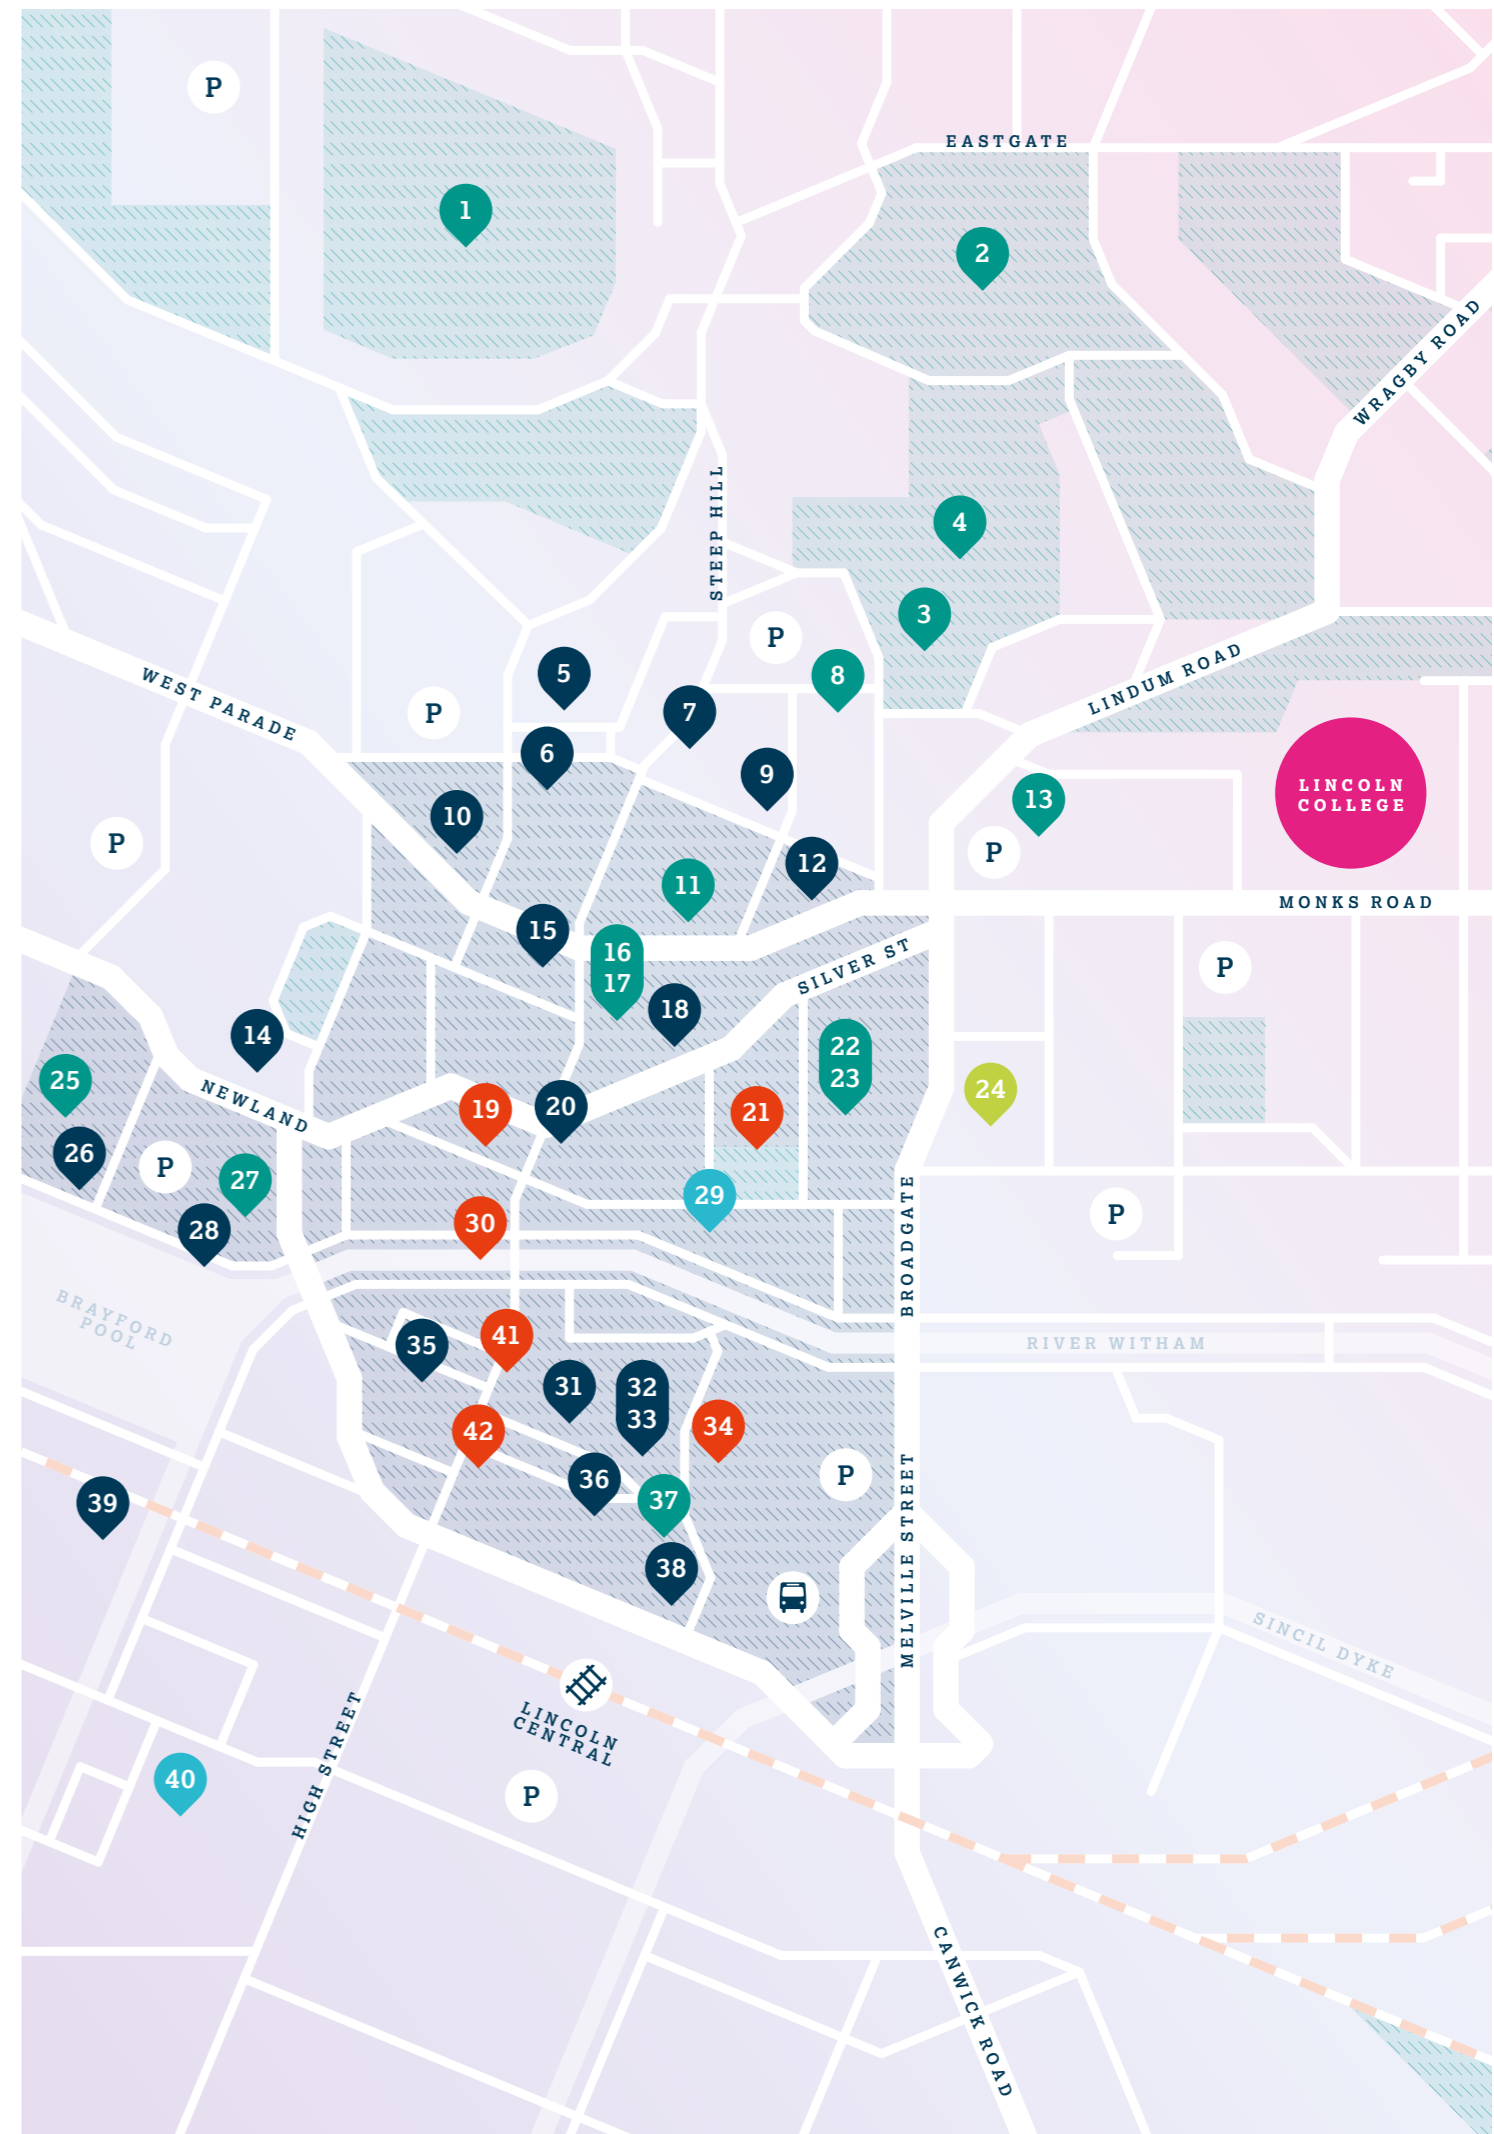 P
EASTGATE
1
2
WRAGBY ROAD
STEEP HILL
4
3
P
5
8
LINDUM ROAD
WEST PARADE
P
7
6
9
LINCOLN
COLLEGE
13
10
P
P
12
11
MONKS ROAD
15
16
17
SILVER ST
P
18
14
22
23
25
24
NEWLAND
19
20
21
26
P
27
29
BROADGATE
P
30
28
BRAYFORD
POOL
RIVER WITHAM
41
35
31
32
33
34
42
P
36
37
39
MELVILLE STREET
38
SINCIL DYKE
LINCOLN
CENTRAL
HIGH STREET
40
P
CANWICK ROAD